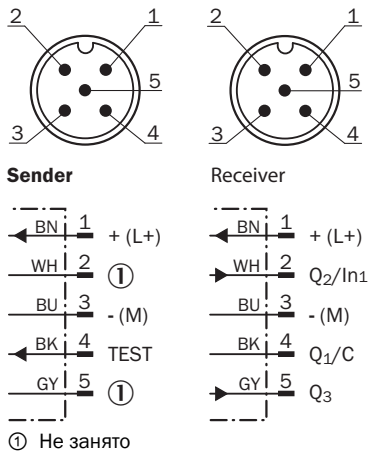 2 1 2 1
5 5
3 4 3 4
Sender Receiver
BN 1 + (L+) BN 1 + (L+)
WH 2 ① WH 2 Q2/In1
BU 3 - (M) BU 3 - (M)
BK 4 TEST BK 4 Q1/C
GY 5 ① GY 5 Q3
① Не занято